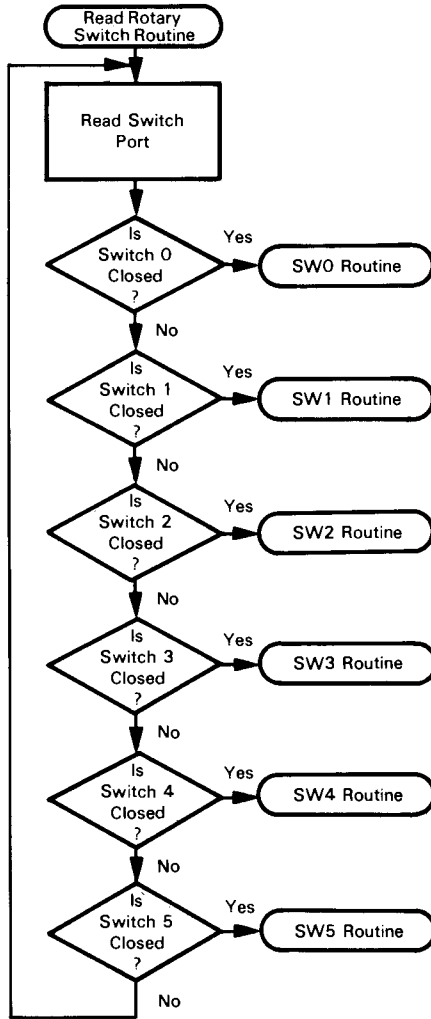 Read Rotary
Switch Routine
Read Switch
Port
Is
Switch 0
Closed
?
Yes
SW0 Routine
No
Is
Switch 1
Closed
?
Yes
SW1 Routine
No
Is
Switch 2
Closed
?
Yes
SW2 Routine
No
Is
Switch 3
Closed
?
Yes
SW3 Routine
No
Is
Switch 4
Closed
?
Yes
SW4 Routine
No
Is
Switch 5
Closed
?
Yes
SW5 Routine
No